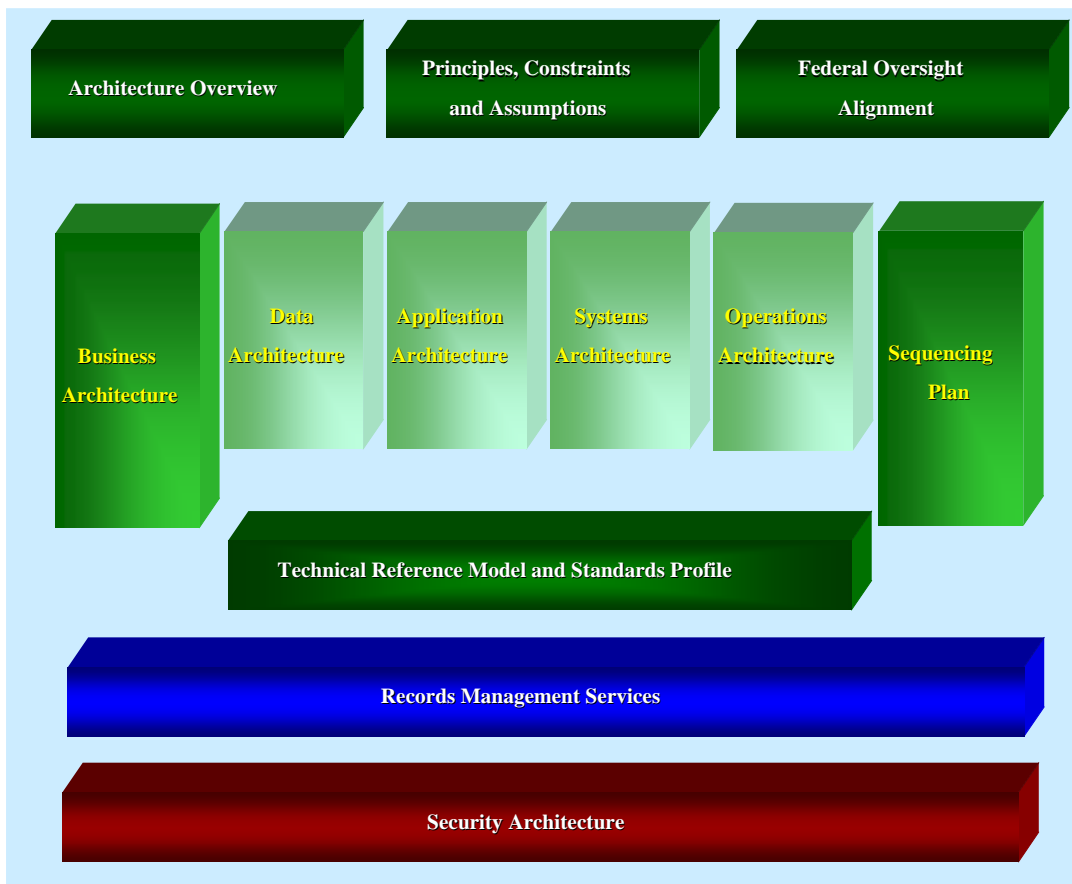 Architecture Overview
Principles, Constraints
and Assumptions
Federal Oversight
Alignment
Business
Architecture
Data
Architecture
Application
Architecture
Systems
Architecture
Operations
Architecture
Sequencing
Plan
Technical Reference Model and Standards Profile
Records Management Services
Security Architecture